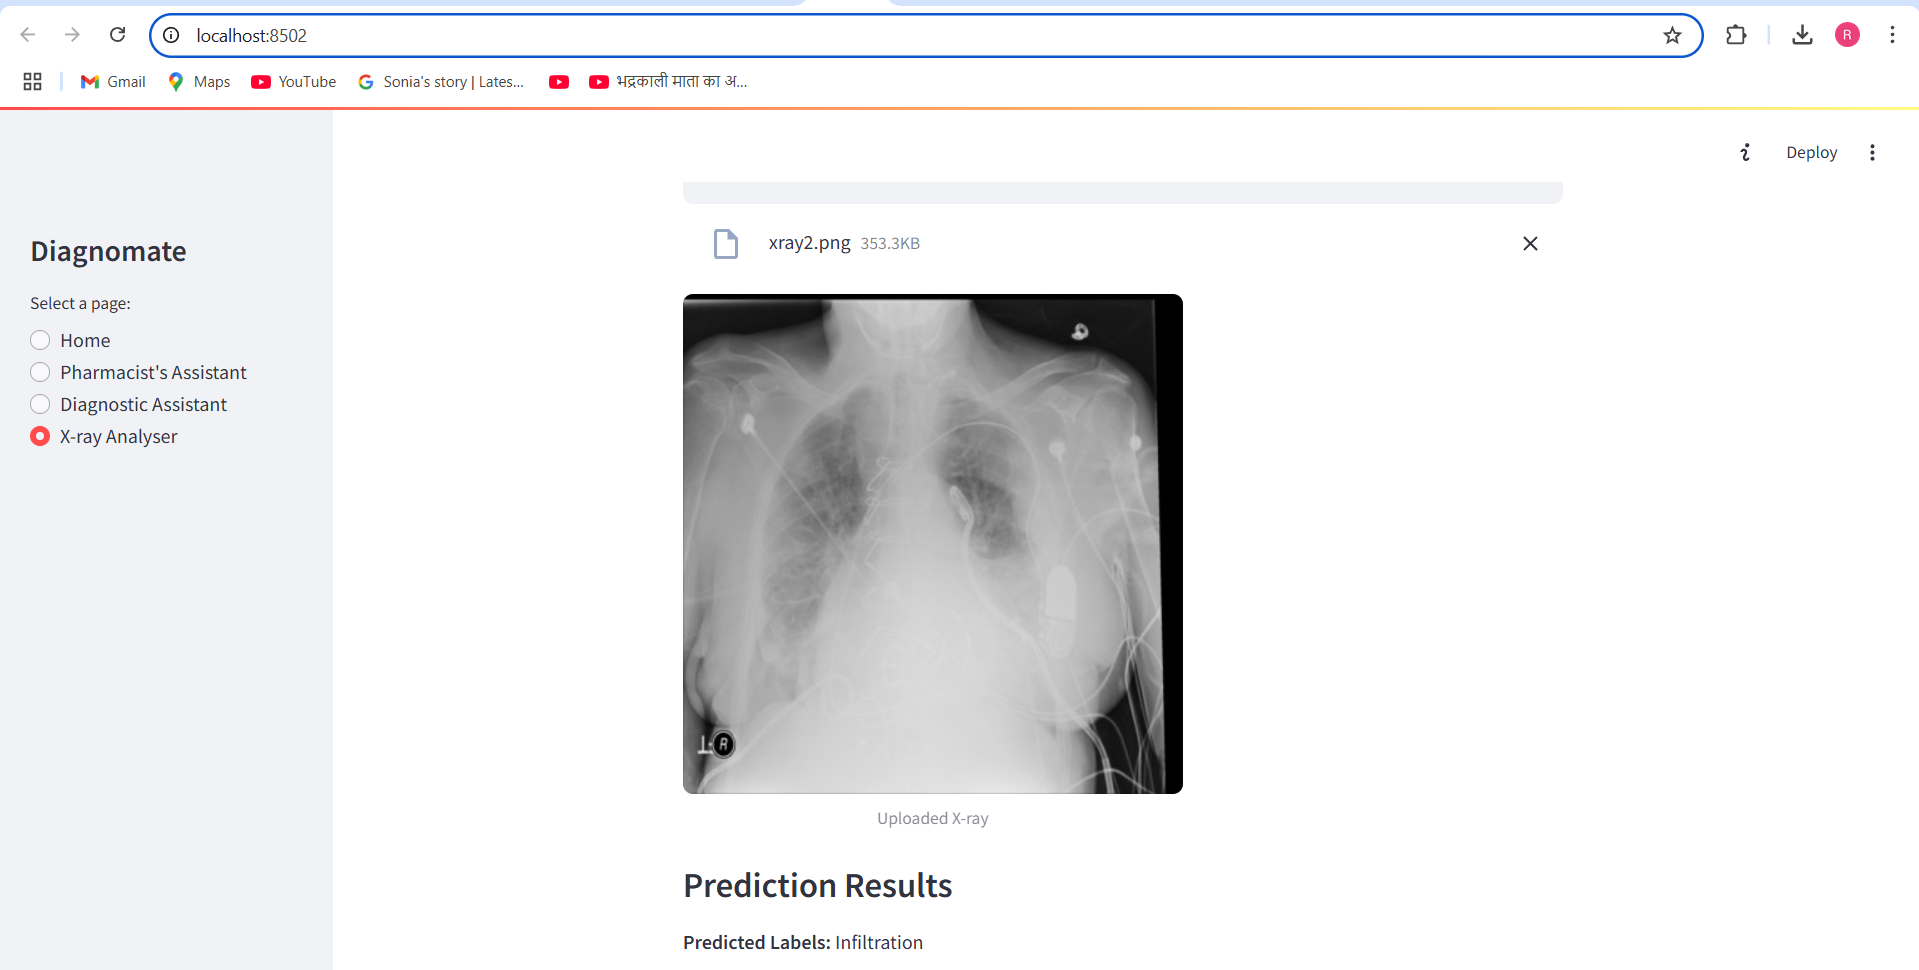 localhost:8502
Gmail Maps YouTube Sonia's story | Lates... भद्रकाली माता का अ...
R
Deploy
Diagnomate
Select a page:
Home
Pharmacist's Assistant
Diagnostic Assistant
X-ray Analyser
xray2.png 353.3KB
R
Uploaded X-ray
Prediction Results
Predicted Labels: Infiltration